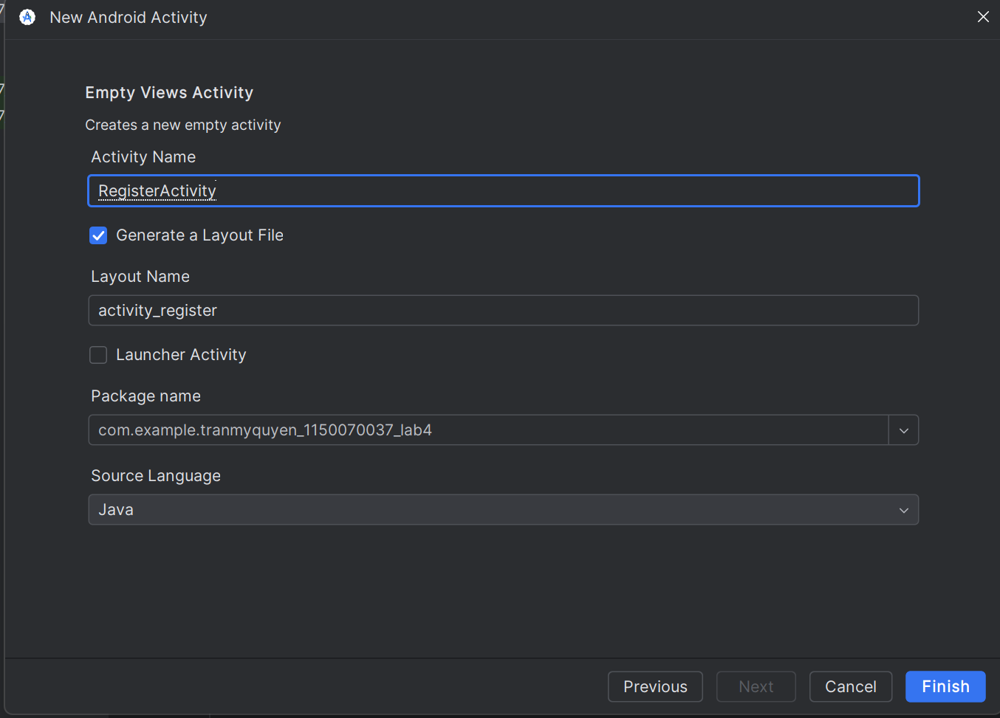 New Android Activity
Empty Views Activity
Creates a new empty activity
Activity Name
RegisterActivity
Generate a Layout File
Layout Name
activity_register
Launcher Activity
Package name
com.example.tranmyquyen_1150070037_lab4
Source Language
Java
Previous
Next
Cancel
Finish